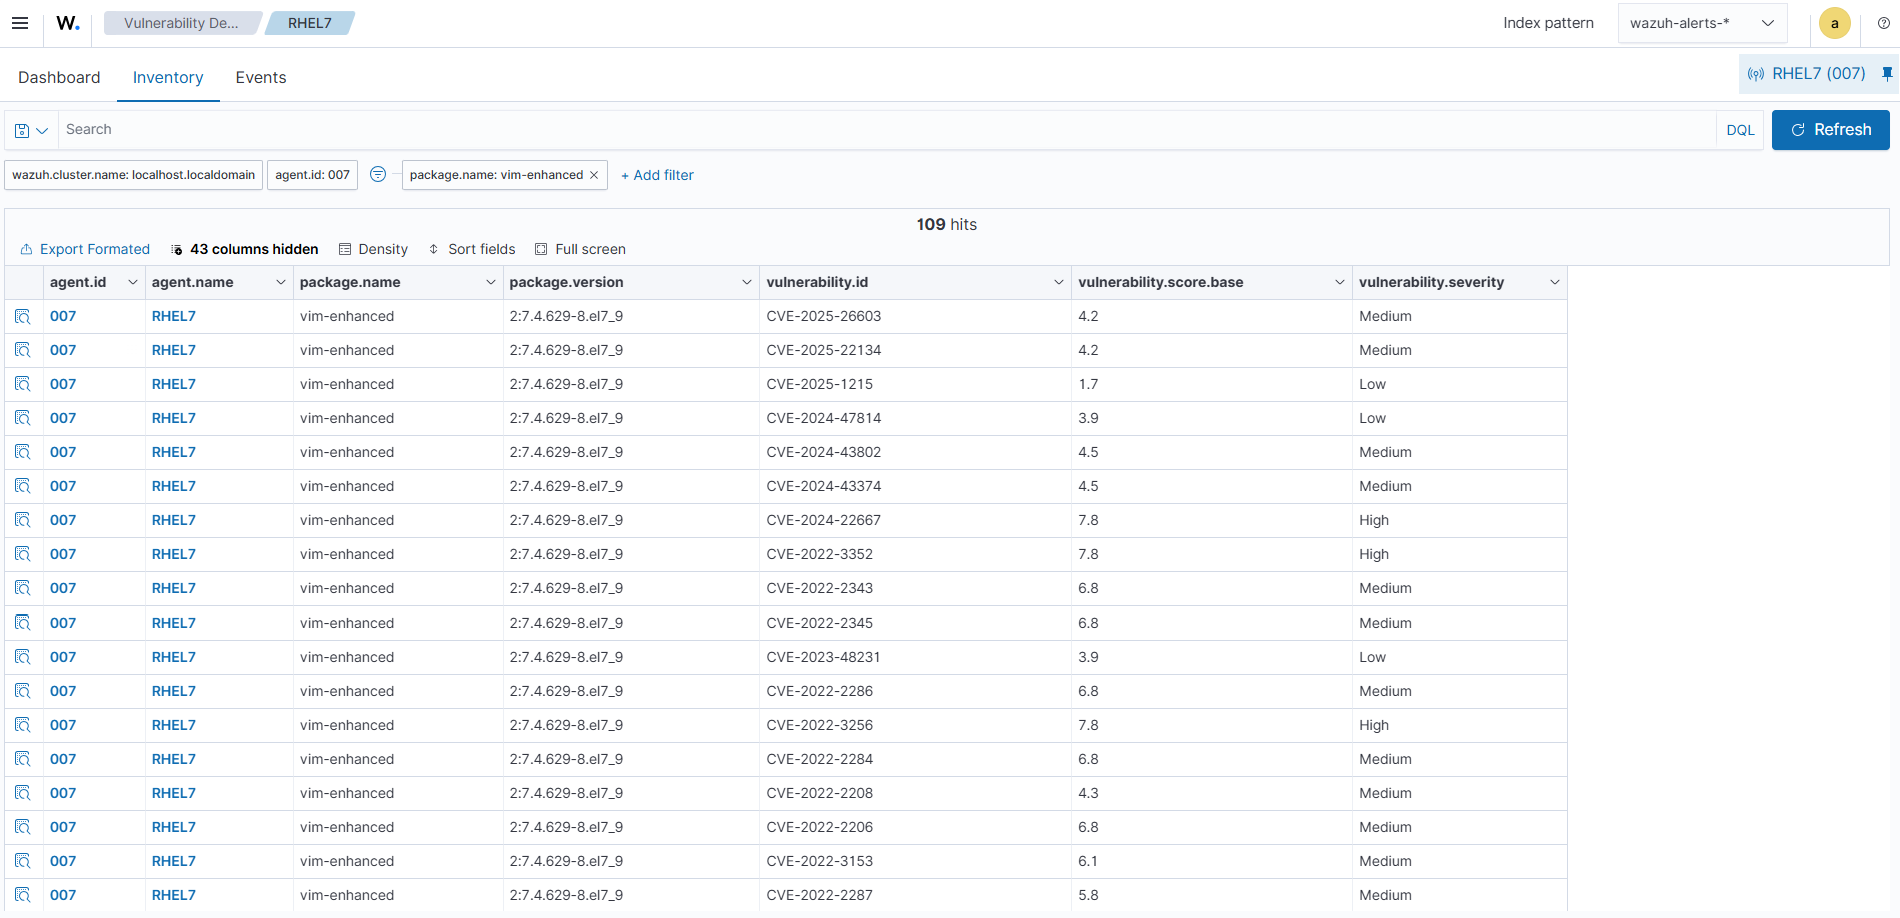 W. Vulnerability De... RHEL7 Index pattern wazuh-alerts-* a
Dashboard Inventory Events RHEL7 (007)
Search DQL Refresh
wazuh.cluster.name: localhost.localdomain agent.id: 007 package.name: vim-enhanced × + Add filter
109 hits
Export Formated 43 columns hidden Density Sort fields Full screen
agent.id agent.name package.name package.version vulnerability.id vulnerability.score.base vulnerability.severity
007 RHEL7 vim-enhanced 2:7.4.629-8.el7_9 CVE-2025-26603 4.2 Medium
007 RHEL7 vim-enhanced 2:7.4.629-8.el7_9 CVE-2025-22134 4.2 Medium
007 RHEL7 vim-enhanced 2:7.4.629-8.el7_9 CVE-2025-1215 1.7 Low
007 RHEL7 vim-enhanced 2:7.4.629-8.el7_9 CVE-2024-47814 3.9 Low
007 RHEL7 vim-enhanced 2:7.4.629-8.el7_9 CVE-2024-43802 4.5 Medium
007 RHEL7 vim-enhanced 2:7.4.629-8.el7_9 CVE-2024-43374 4.5 Medium
007 RHEL7 vim-enhanced 2:7.4.629-8.el7_9 CVE-2024-22667 7.8 High
007 RHEL7 vim-enhanced 2:7.4.629-8.el7_9 CVE-2022-3352 7.8 High
007 RHEL7 vim-enhanced 2:7.4.629-8.el7_9 CVE-2022-2343 6.8 Medium
007 RHEL7 vim-enhanced 2:7.4.629-8.el7_9 CVE-2022-2345 6.8 Medium
007 RHEL7 vim-enhanced 2:7.4.629-8.el7_9 CVE-2023-48231 3.9 Low
007 RHEL7 vim-enhanced 2:7.4.629-8.el7_9 CVE-2022-2286 6.8 Medium
007 RHEL7 vim-enhanced 2:7.4.629-8.el7_9 CVE-2022-3256 7.8 High
007 RHEL7 vim-enhanced 2:7.4.629-8.el7_9 CVE-2022-2284 6.8 Medium
007 RHEL7 vim-enhanced 2:7.4.629-8.el7_9 CVE-2022-2208 4.3 Medium
007 RHEL7 vim-enhanced 2:7.4.629-8.el7_9 CVE-2022-2206 6.8 Medium
007 RHEL7 vim-enhanced 2:7.4.629-8.el7_9 CVE-2022-3153 6.1 Medium
007 RHEL7 vim-enhanced 2:7.4.629-8.el7_9 CVE-2022-2287 5.8 Medium